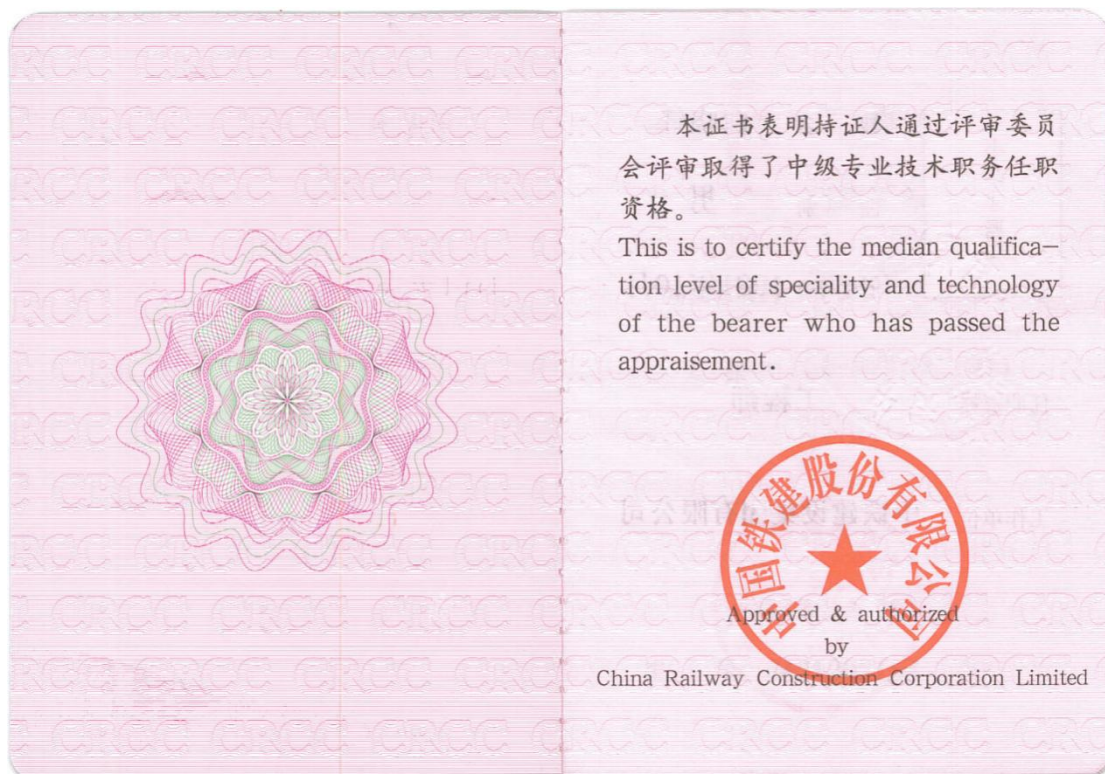 本证书表明持证人通过评审委员
会评审取得了中级专业技术职务任职
资格。
This is to certify the median qualifica-
tion level of speciality and technology
of the bearer who has passed the
appraisement.
中国铁建股份有限公司
Approved & authorized
by
China Railway Construction Corporation Limited
CRCC